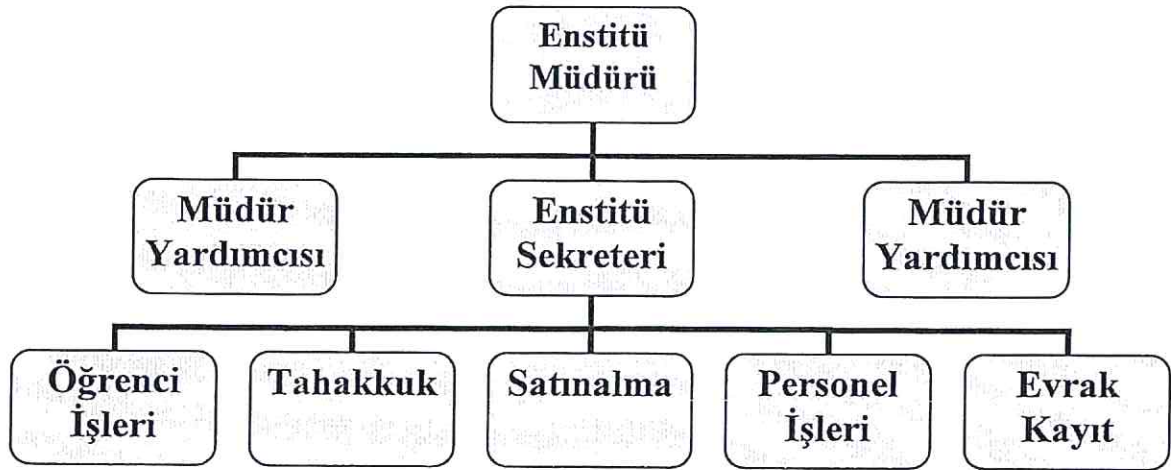 Enstitü
Müdürü
Müdür
Yardımcısı
Enstitü
Sekreteri
Müdür
Yardımcısı
Öğrenci
İşleri
Tahakkuk
Satınalma
Personel
İşleri
Evrak
Kayıt